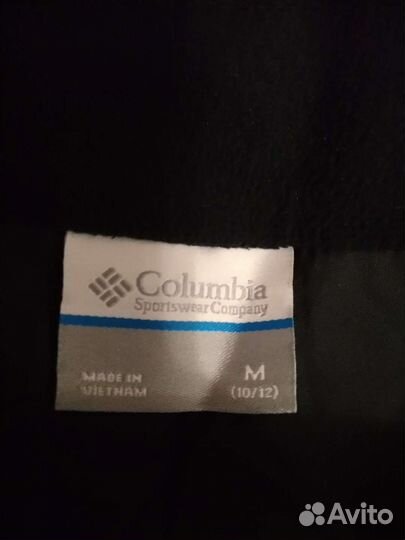 Columbia
Sportswear Company
MADE IN
VIETNAM
M
(10/12)
Avito